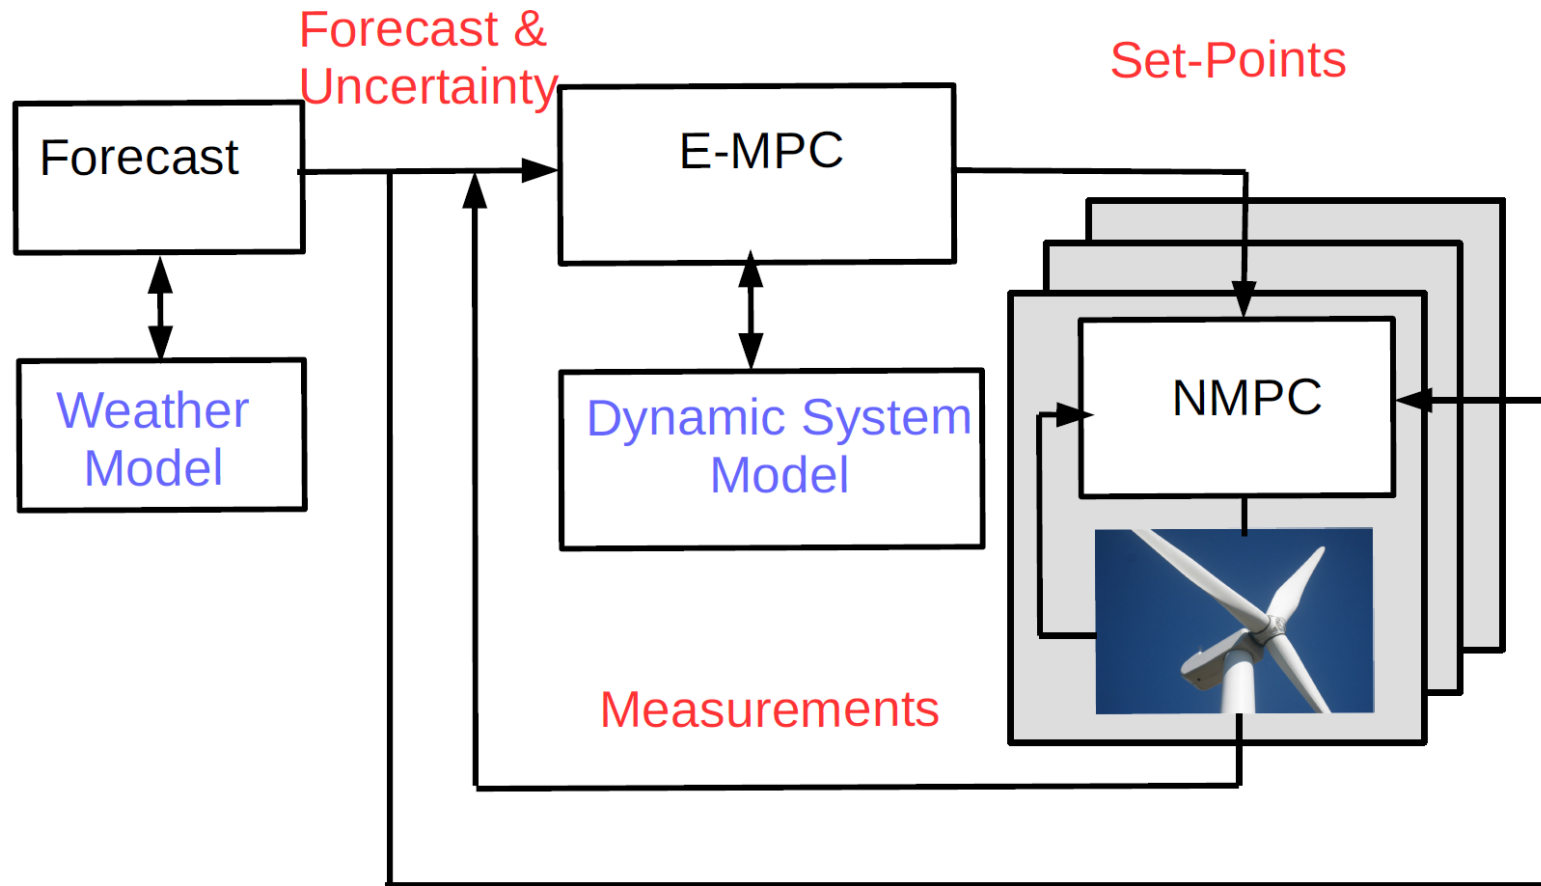 Forecast &
Uncertainty
Set-Points
Forecast
E-MPC
Weather
Model
Dynamic System
Model
NMPC
Measurements